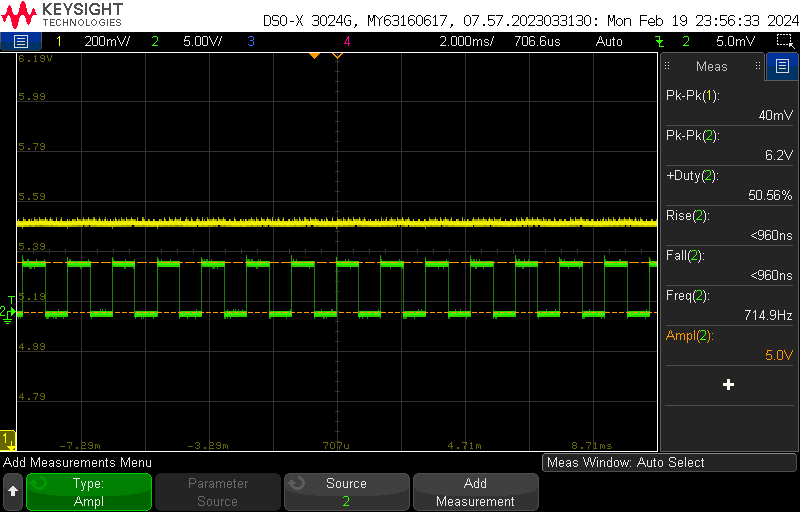 KEYSIGHT
TECHNOLOGIES
DSO-X 3024G, MY63160617, 07.57.2023033130: Mon Feb 19 23:56:33 2024
1 200mV/ 2 5.00V/ 3 4 2.000ms/ 706.6us Auto 2 5.0mV
6.19V
5.99
5.79
5.59
5.39
5.19
4.99
4.79
T
2
1
-7.29m -3.29m 707u 4.71m 8.71ms
Meas
Pk-Pk(1):
40mV
Pk-Pk(2):
6.2V
+Duty(2):
50.56%
Rise(2):
<960ns
Fall(2):
<960ns
Freq(2):
714.9Hz
Ampl(2):
5.0V
Add Measurements Menu
Meas Window: Auto Select
Type:
Ampl
Parameter
Source
Source
2
Add
Measurement